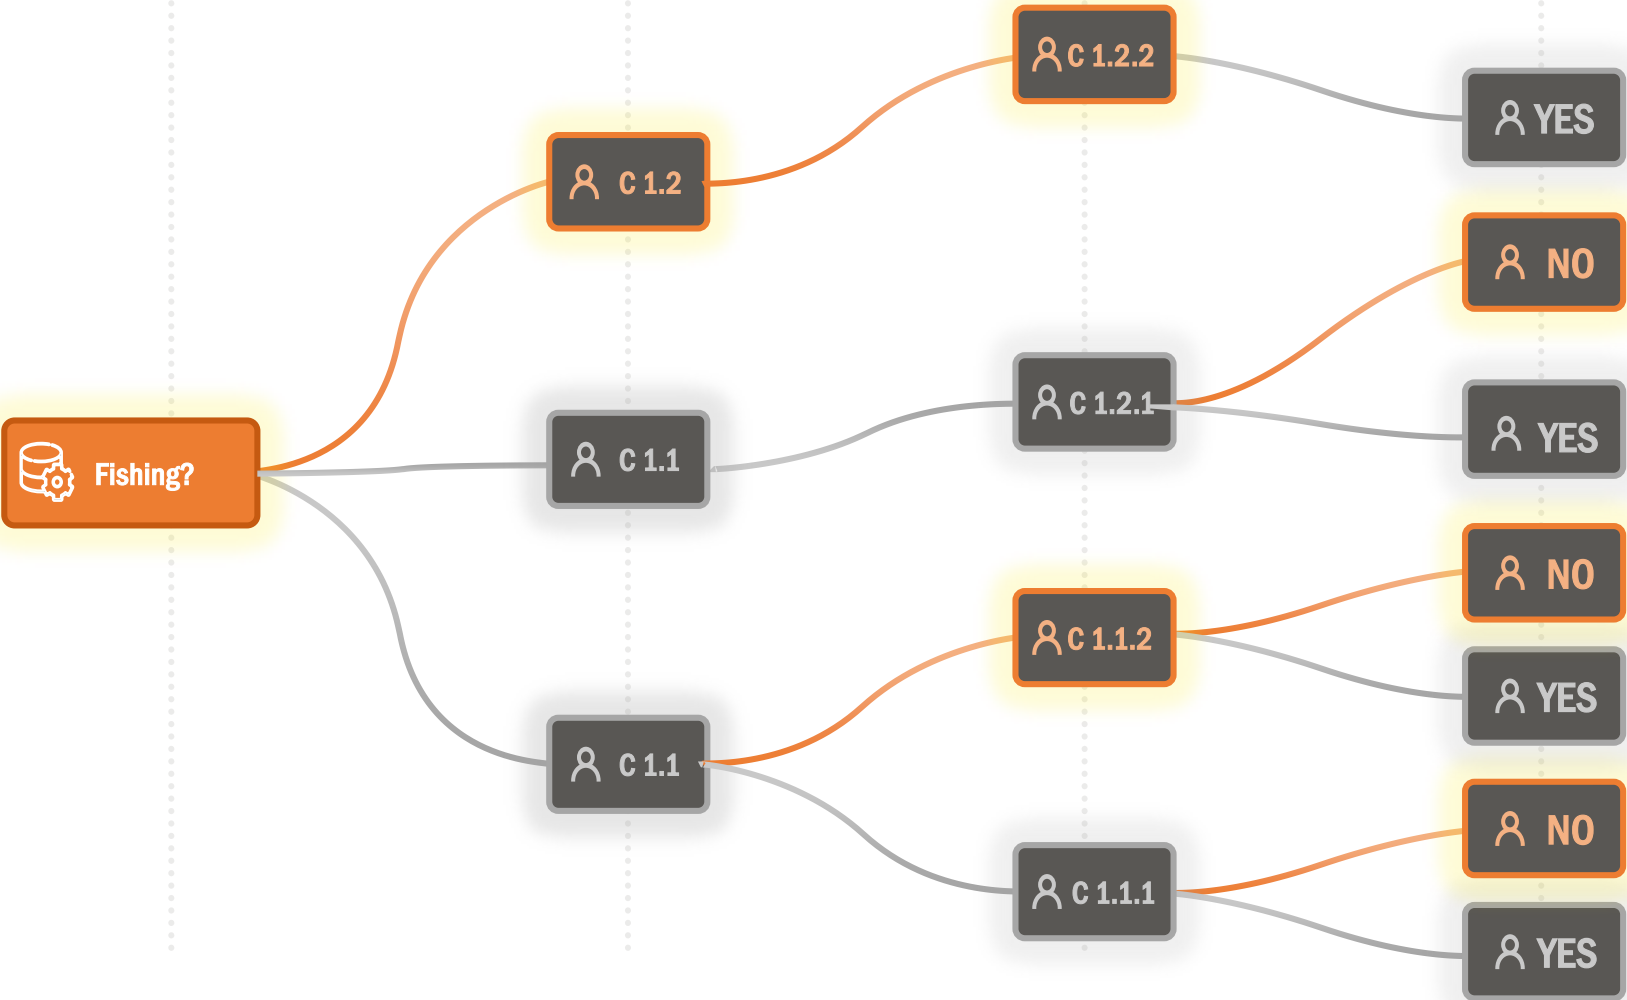 C 1.2.2
YES
C 1.2
NO
C 1.2.1
YES
C 1.1
Fishing?
NO
C 1.1.2
YES
C 1.1
NO
C 1.1.1
YES